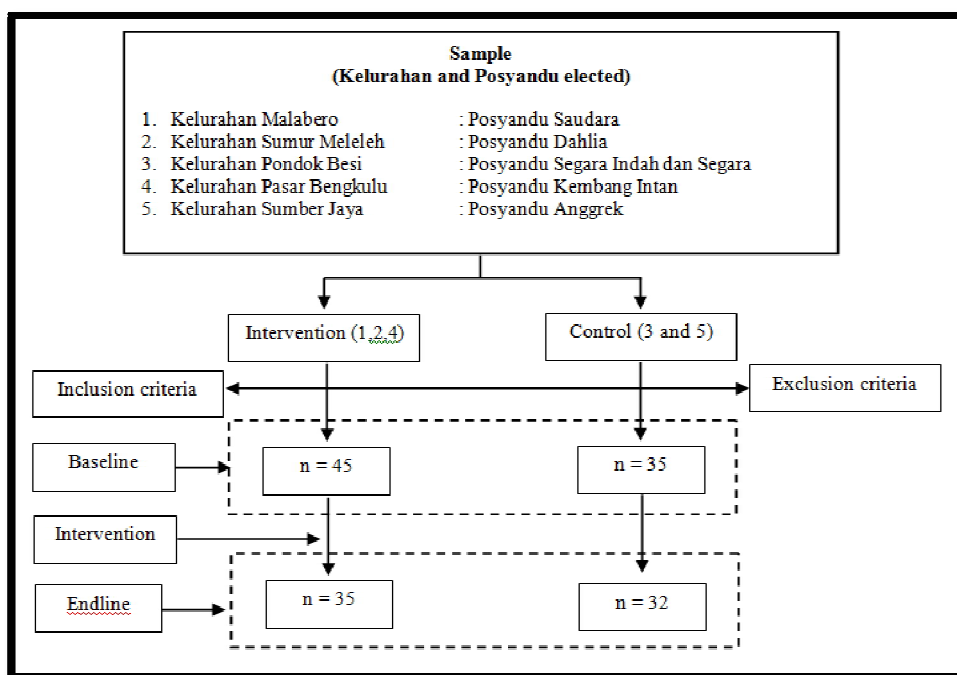 Sample
(Kelurahan and Posyandu elected)
1. Kelurahan Malabero : Posyandu Saudara
2. Kelurahan Sumur Meleleh : Posyandu Dahlia
3. Kelurahan Pondok Besi : Posyandu Segara Indah dan Segara
4. Kelurahan Pasar Bengkulu : Posyandu Kembang Intan
5. Kelurahan Sumber Jaya : Posyandu Anggrek
Intervention (1,2,4)
Control (3 and 5)
Inclusion criteria
Exclusion criteria
Baseline
n = 45
n = 35
Intervention
Endline
n = 35
n = 32